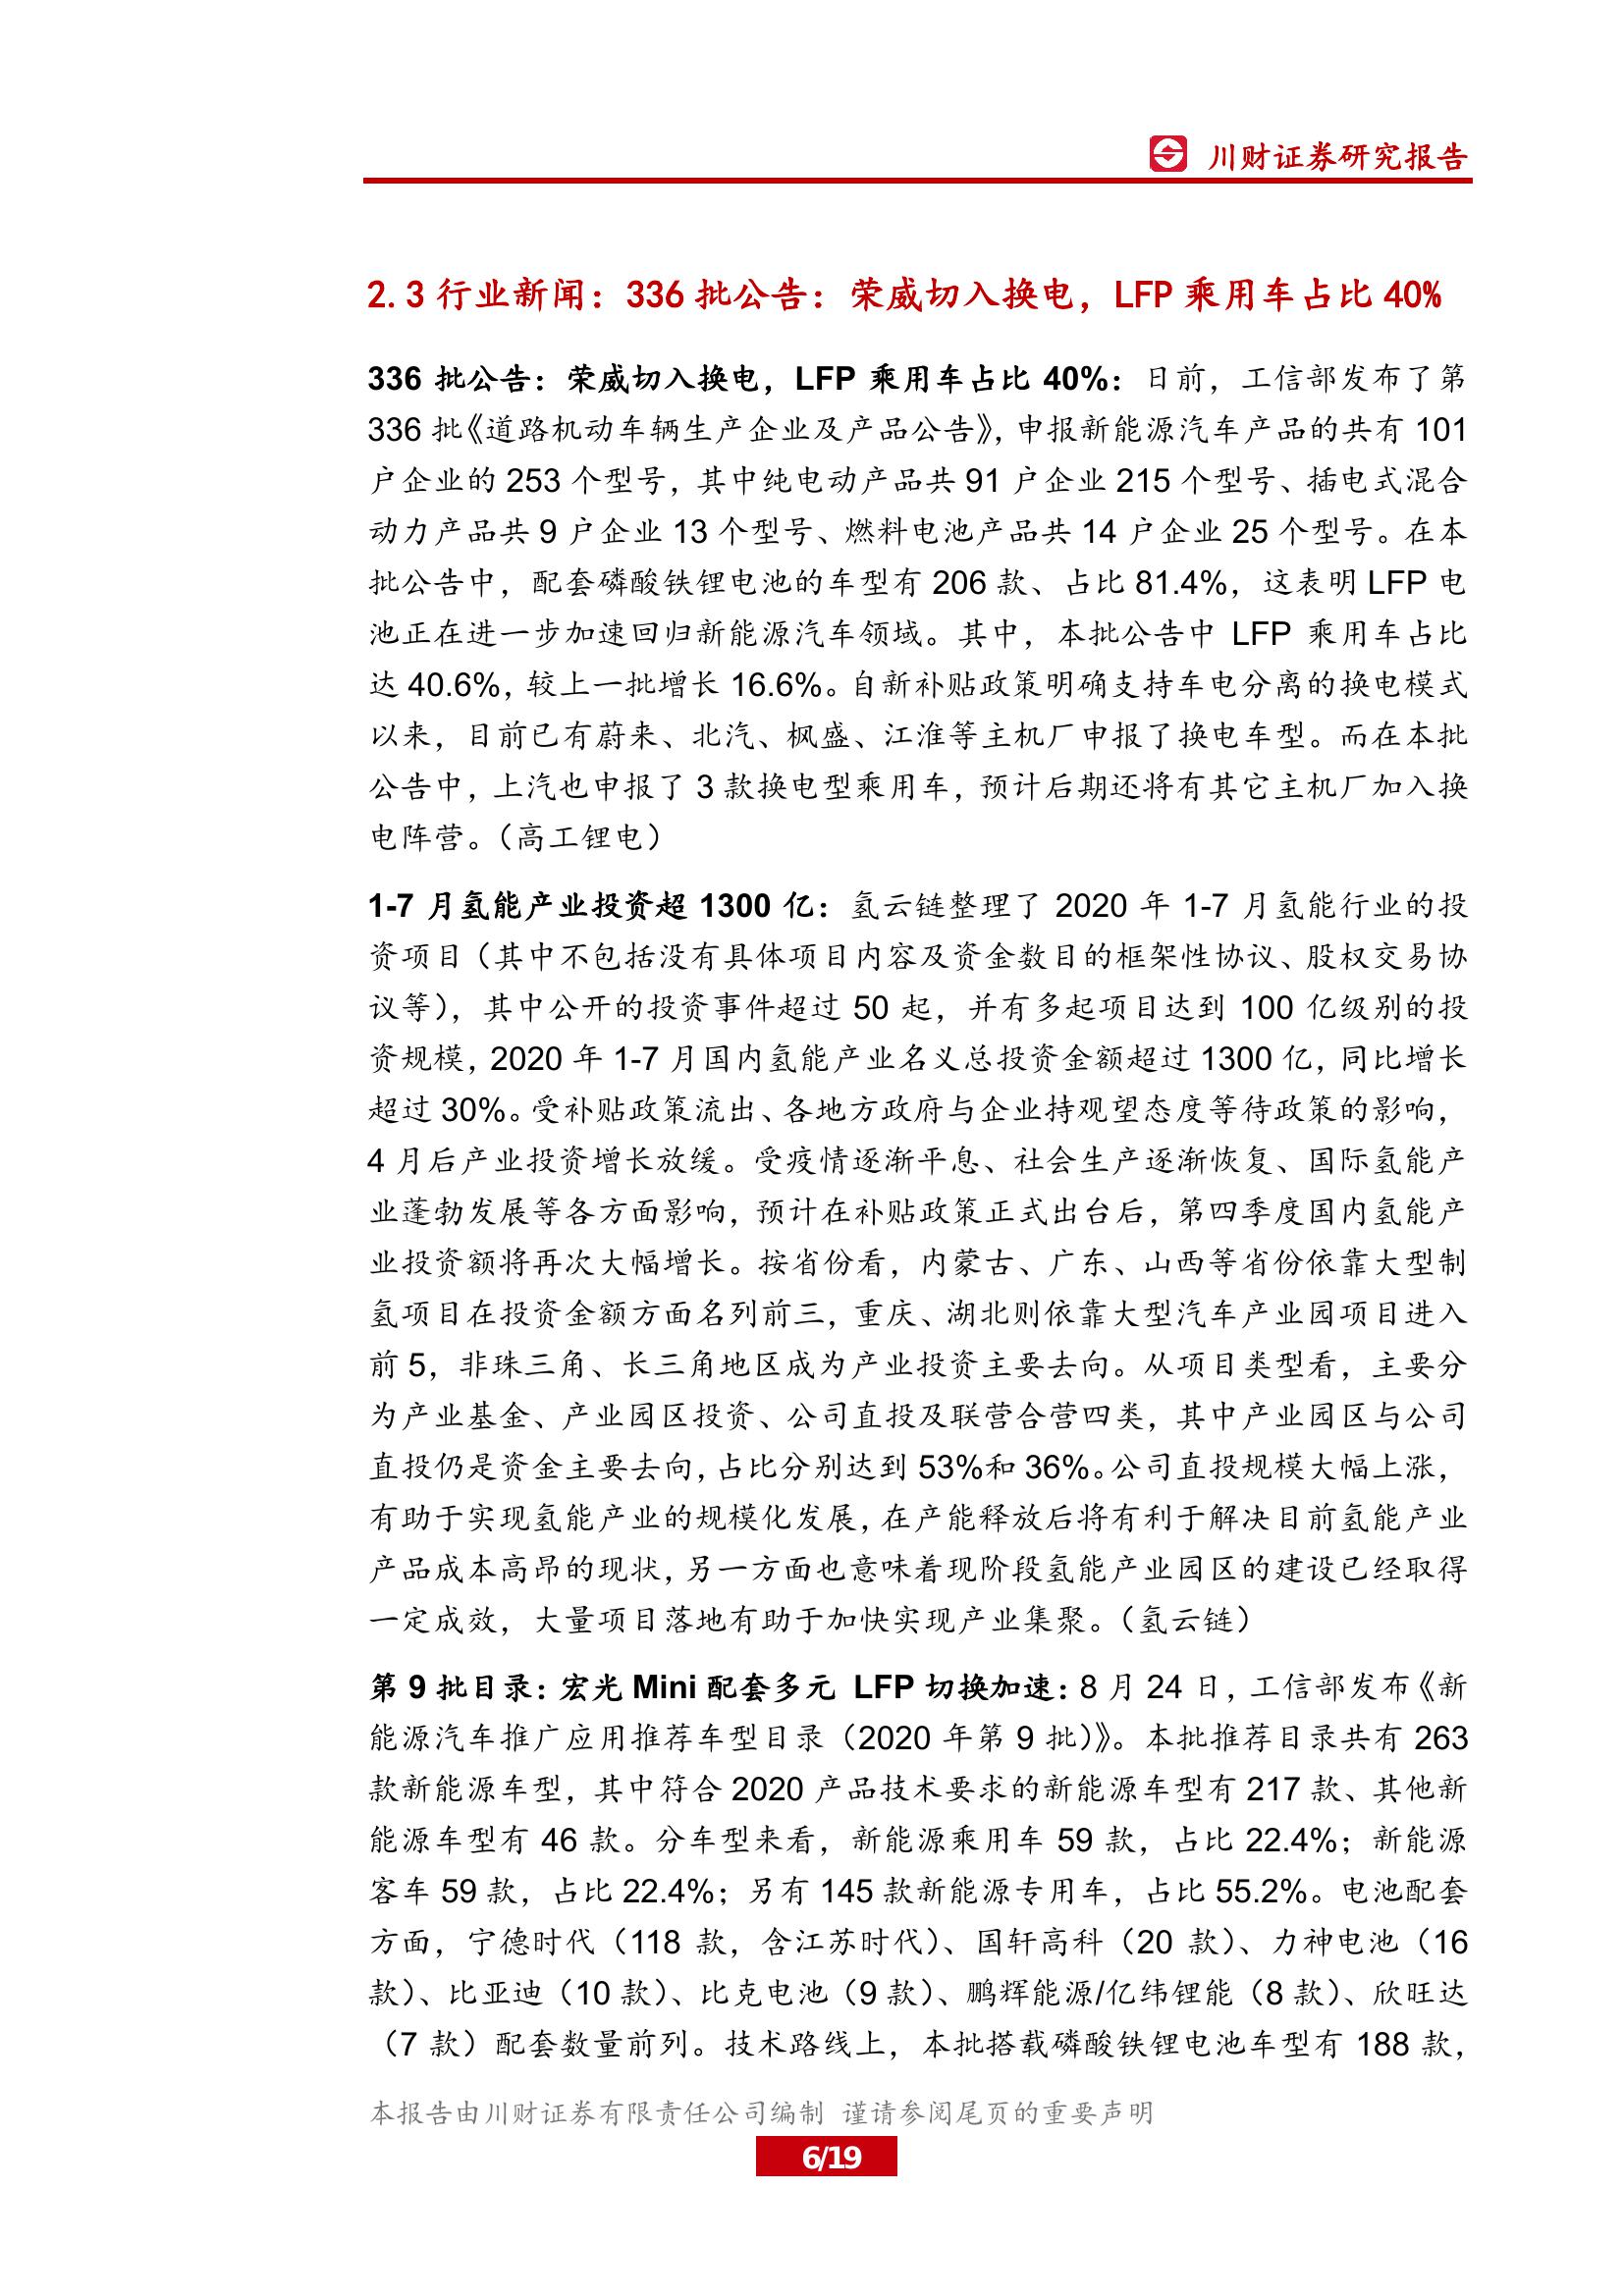 川财证券研究报告
2.3 行业新闻：336 批公告：荣威切入换电，LFP 乘用车占比 40%
336 批公告：荣威切入换电，LFP 乘用车占比 40%：日前，工信部发布了第
336 批《道路机动车辆生产企业及产品公告》，申报新能源汽车产品的共有 101
户企业的 253 个型号，其中纯电动产品共 91 户企业 215 个型号、插电式混合
动力产品共 9 户企业 13 个型号、燃料电池产品共 14 户企业 25 个型号。在本
批公告中，配套磷酸铁锂电池的车型有 206 款、占比 81.4%，这表明 LFP 电
池正在进一步加速回归新能源汽车领域。其中，本批公告中 LFP 乘用车占比
达 40.6%，较上一批增长 16.6%。自新补贴政策明确支持车电分离的换电模式
以来，目前已有蔚来、北汽、枫盛、江淮等主机厂申报了换电车型。而在本批
公告中，上汽也申报了 3 款换电型乘用车，预计后期还将有其它主机厂加入换
电阵营。（高工锂电）
1-7 月氢能产业投资超 1300 亿：氢云链整理了 2020 年 1-7 月氢能行业的投
资项目（其中不包括没有具体项目内容及资金数目的框架性协议、股权交易协
议等），其中公开的投资事件超过 50 起，并有多起项目达到 100 亿级别的投
资规模，2020 年 1-7 月国内氢能产业名义总投资金额超过 1300 亿，同比增长
超过 30%。受补贴政策流出、各地方政府与企业持观望态度等待政策的影响，
4 月后产业投资增长放缓。受疫情逐渐平息、社会生产逐渐恢复、国际氢能产
业蓬勃发展等各方面影响，预计在补贴政策正式出台后，第四季度国内氢能产
业投资额将再次大幅增长。按省份看，内蒙古、广东、山西等省份依靠大型制
氢项目在投资金额方面名列前三，重庆、湖北则依靠大型汽车产业园项目进入
前 5，非珠三角、长三角地区成为产业投资主要去向。从项目类型看，主要分
为产业基金、产业园区投资、公司直投及联营合营四类，其中产业园区与公司
直投仍是资金主要去向，占比分别达到 53%和 36%。公司直投规模大幅上涨，
有助于实现氢能产业的规模化发展，在产能释放后将有利于解决目前氢能产业
产品成本高昂的现状，另一方面也意味着现阶段氢能产业园区的建设已经取得
一定成效，大量项目落地有助于加快实现产业集聚。（氢云链）
第 9 批目录：宏光 Mini 配套多元 LFP 切换加速：8 月 24 日，工信部发布《新
能源汽车推广应用推荐车型目录（2020 年第 9 批）》。本批推荐目录共有 263
款新能源车型，其中符合 2020 产品技术要求的新能源车型有 217 款、其他新
能源车型有 46 款。分车型来看，新能源乘用车 59 款，占比 22.4%；新能源
客车 59 款，占比 22.4%；另有 145 款新能源专用车，占比 55.2%。电池配套
方面，宁德时代（118 款，含江苏时代）、国轩高科（20 款）、力神电池（16
款）、比亚迪（10 款）、比克电池（9 款）、鹏辉能源/亿纬锂能（8 款）、欣旺达
（7 款）配套数量前列。技术路线上，本批搭载磷酸铁锂电池车型有 188 款，
本报告由川财证券有限责任公司编制 谨请参阅尾页的重要声明
6/19